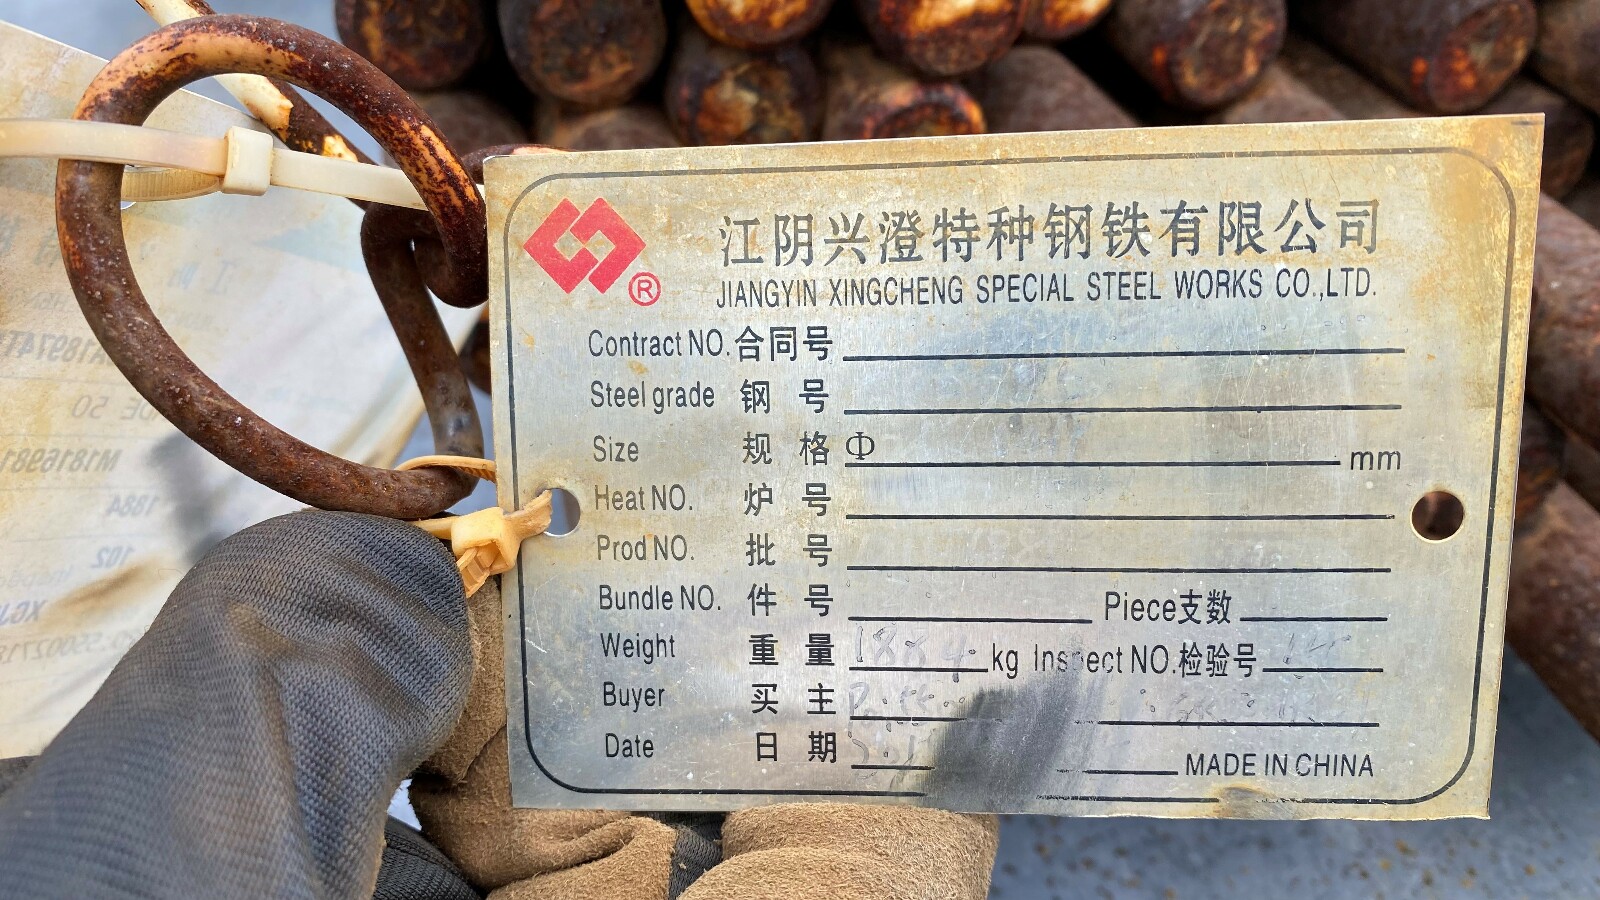 江阴兴澄特种钢铁有限公司
®
JIANGYIN XINGCHENG SPECIAL STEEL WORKS CO.,LTD.
Contract NO. 合同号
Steel grade 钢号
Size 规格 Φ mm
Heat NO. 炉号
Prod NO. 批号
Bundle NO. 件号 Piece支数
Weight 重量 1884 kg Inspect NO.检验号
Buyer 买主
Date 日期 MADE IN CHINA
1884
102